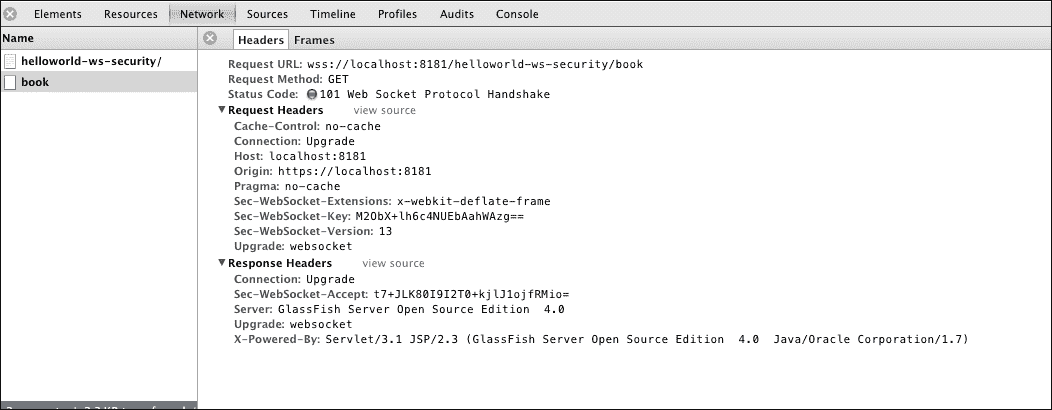 Elements Resources Network Sources Timeline Profiles Audits Console
Name
Headers Frames
helloworld-ws-security/
book
Request URL: wss://localhost:8181/helloworld-ws-security/book
Request Method: GET
Status Code: 101 Web Socket Protocol Handshake
Request Headers view source
Cache-Control: no-cache
Connection: Upgrade
Host: localhost:8181
Origin: https://localhost:8181
Pragma: no-cache
Sec-WebSocket-Extensions: x-webkit-deflate-frame
Sec-WebSocket-Key: M2ObX+lh6c4NUEbAahWAzg==
Sec-WebSocket-Version: 13
Upgrade: websocket
Response Headers view source
Connection: Upgrade
Sec-WebSocket-Accept: t7+JLK80I9I2T0+kjlJ1ojfRMio=
Server: GlassFish Server Open Source Edition 4.0
Upgrade: websocket
X-Powered-By: Servlet/3.1 JSP/2.3 (GlassFish Server Open Source Edition 4.0 Java/Oracle Corporation/1.7)